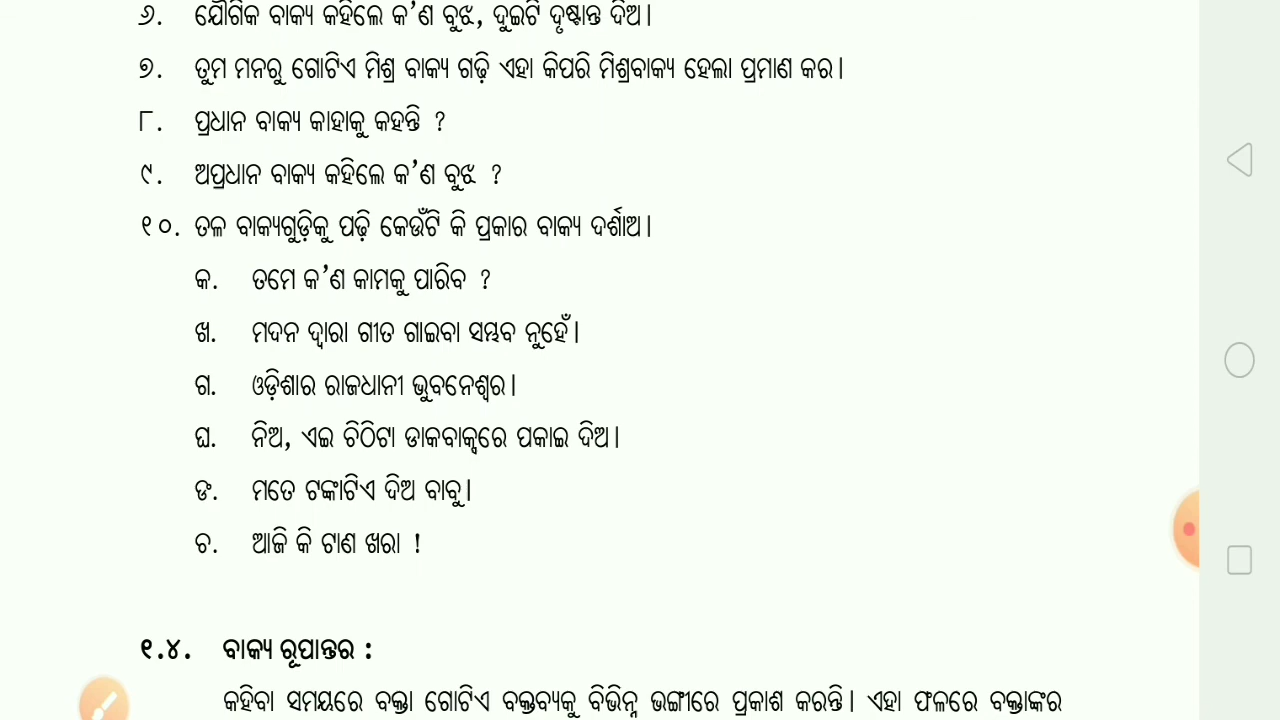 ୬. ଯୌଗିକ ବାକ୍ୟ କହିଲେ କ’ଣ ବୁଝ, ଦୁଇଟି ଦୃଷ୍ଟାନ୍ତ ଦିଅ।
୭. ତୁମ ମନରୁ ଗୋଟିଏ ମିଶ୍ର ବାକ୍ୟ ଗଢ଼ି ଏହା କିପରି ମିଶ୍ରବାକ୍ୟ ହେଲା ପ୍ରମାଣ କର।
୮. ପ୍ରଧାନ ବାକ୍ୟ କାହାକୁ କହନ୍ତି ?
୯. ଅପ୍ରଧାନ ବାକ୍ୟ କହିଲେ କ’ଣ ବୁଝ ?
୧୦. ତଳ ବାକ୍ୟଗୁଡ଼ିକୁ ପଢ଼ି କେଉଁଟି କି ପ୍ରକାର ବାକ୍ୟ ଦର୍ଶାଅ।
କ. ତମେ କ’ଣ କାମକୁ ପାରିବ ?
ଖ. ମଦନ ଦ୍ୱାରା ଗୀତ ଗାଇବା ସମ୍ଭବ ନୁହେଁ।
ଗ. ଓଡ଼ିଶାର ରାଜଧାନୀ ଭୁବନେଶ୍ୱର।
ଘ. ନିଅ, ଏଇ ଚିଠିଟା ଡାକବାକ୍ସରେ ପକାଇ ଦିଅ।
ଙ. ମତେ ଟଙ୍କାଟିଏ ଦିଅ ବାବୁ।
ଚ. ଆଜି କି ଟାଣ ଖରା !
୧.୪. ବାକ୍ୟ ରୂପାନ୍ତର :
କହିବା ସମୟରେ ବକ୍ତା ଗୋଟିଏ ବକ୍ତବ୍ୟକୁ ବିଭିନ୍ନ ଭଙ୍ଗୀରେ ପ୍ରକାଶ କରନ୍ତି। ଏହା ଫଳରେ ବକ୍ତାଙ୍କର